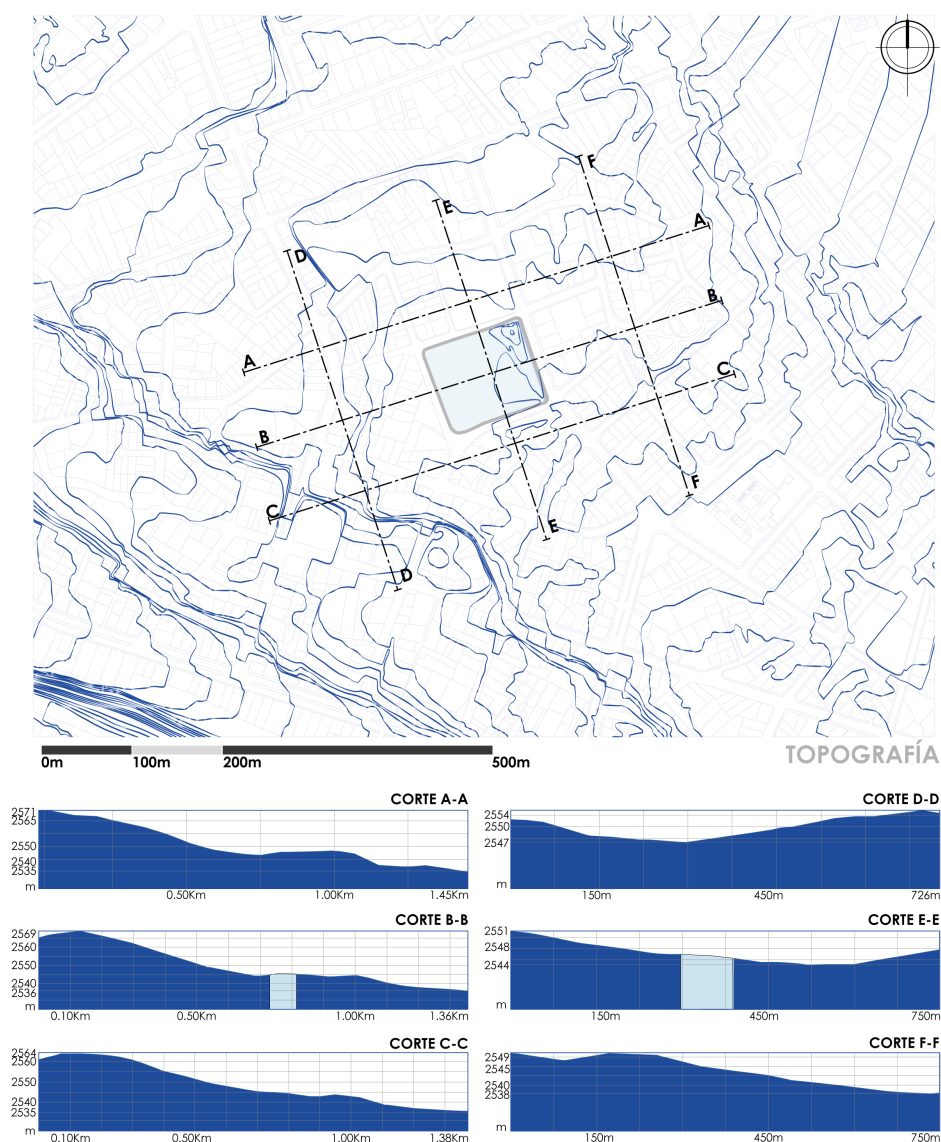 F
E
A
D
B
A
C
B
F
C
E
D
0m 100m 200m 500m
TOPOGRAFÍA
CORTE A-A
2571
2565
2550
2540
2535
m
0.50Km 1.00Km 1.45Km
CORTE D-D
2554
2550
2547
m
150m 450m 726m
CORTE B-B
2569
2560
2540
2536
m
0.10Km 0.50Km 1.00Km 1.36Km
CORTE E-E
2551
2548
2544
m
150m 450m 750m
CORTE C-C
2564
2560
2550
2540
2535
m
0.10Km 0.50Km 1.00Km 1.38Km
CORTE F-F
2549
2545
2540
2538
m
150m 450m 750m